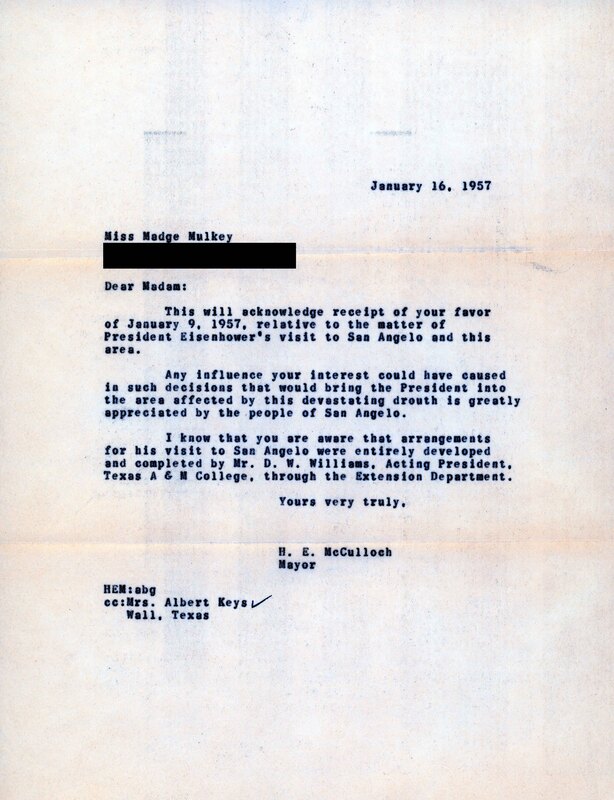 January 16, 1957
Miss Madge Mulkey
Dear Madam:
This will acknowledge receipt of your favor
of January 9, 1957, relative to the matter of
President Eisenhower's visit to San Angelo and this
area.
Any influence your interest could have caused
in such decisions that would bring the President into
the area affected by this devastating drouth is greatly
appreciated by the people of San Angelo.
I know that you are aware that arrangements
for his visit to San Angelo were entirely developed
and completed by Mr. D. W. Williams, Acting President,
Texas A & M College, through the Extension Department.
Yours very truly,
H. E. McCulloch
Mayor
HEM:abg
cc:Mrs. Albert Keys
Wall, Texas